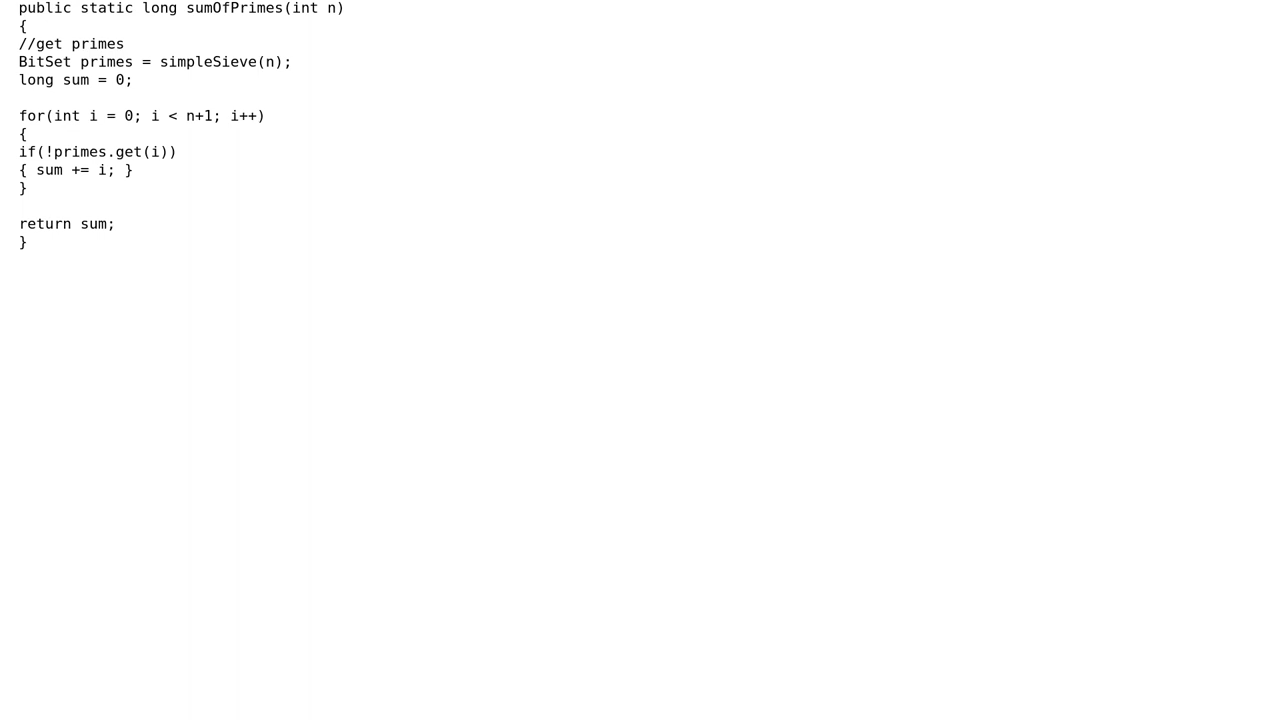 public static long sumOfPrimes(int n)
{
//get primes
BitSet primes = simpleSieve(n);
long sum = 0;

for(int i = 0; i < n+1; i++)
{
if(!primes.get(i))
{ sum += i; }
}

return sum;
}